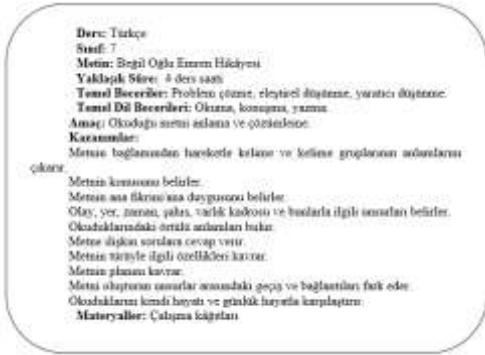 Ders: Türkçe
Sınıf: 7
Metin: Beğil Oğlu Emren Hikâyesi
Yaklaşık Süre: 4 ders saati
Temel Beceriler: Problem çözme, eleştirel düşünme, yaratıcı düşünme.
Temel Dil Becerileri: Okuma, konuşma, yazma.
Amaç: Okuduğu metni anlama ve çözümleme.
Kazanımlar:
Metnin bağlamından hareketle kelime ve kelime gruplarının anlamlarını
çıkarır.
Metnin konusunu belirler.
Metnin ana fikrini/ana duygusunu belirler.
Olay, yer, zaman, şahıs, varlık kadrosu ve bunlarla ilgili unsurları belirler.
Okuduklarındaki örtülü anlamları bulur.
Metne ilişkin sorulara cevap verir.
Metnin türüyle ilgili özellikleri kavrar.
Metnin planını kavrar.
Metni oluşturan unsurlar arasındaki geçiş ve bağlantıları fark eder.
Okuduklarını kendi hayatı ve günlük hayatla karşılaştırır.
Materyaller: Çalışma kâğıtları